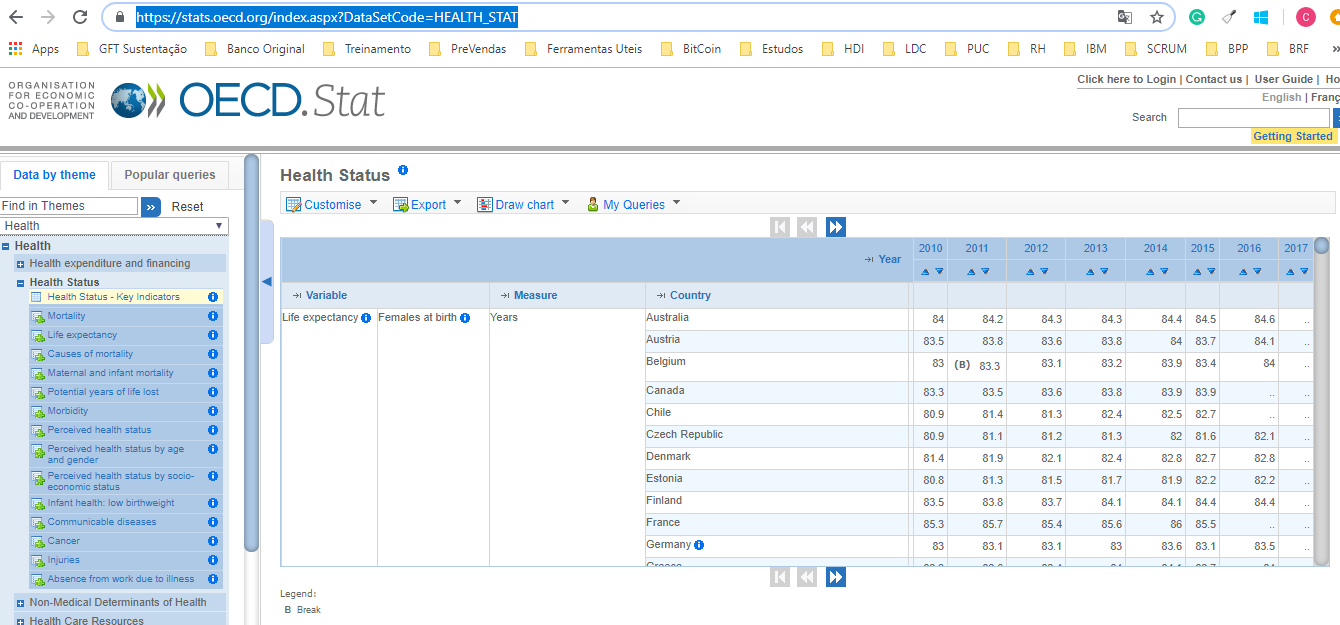 https://stats.oecd.org/index.aspx?DataSetCode=HEALTH_STAT
C
Apps GFT Sustentação Banco Original Treinamento PreVendas Ferramentas Uteis BitCoin Estudos HDI LDC PUC RH IBM SCRUM BPP BRF »
ORGANISATION
FOR ECONOMIC
CO-OPERATION
AND DEVELOPMENT
OECD.Stat
Click here to Login | Contact us | User Guide | Ho
English | Franç
Search
Getting Started
Data by theme Popular queries
Find in Themes » Reset
Health
Health
Health expenditure and financing
Health Status
Health Status - Key Indicators
Mortality
Life expectancy
Causes of mortality
Maternal and infant mortality
Potential years of life lost
Morbidity
Perceived health status
Perceived health status by age
and gender
Perceived health status by socio-
economic status
Infant health: low birthweight
Communicable diseases
Cancer
Injuries
Absence from work due to illness
Non-Medical Determinants of Health
Health Care Resources
Health Status
Customise Export Draw chart My Queries
Year 2010 2011 2012 2013 2014 2015 2016 2017
Variable Measure Country
Life expectancy Females at birth Years Australia 84 84.2 84.3 84.3 84.4 84.5 84.6 ..
Austria 83.5 83.8 83.6 83.8 84 83.7 84.1 ..
Belgium 83 (B) 83.3 83.1 83.2 83.9 83.4 84 ..
Canada 83.3 83.5 83.6 83.8 83.9 83.9 .. ..
Chile 80.9 81.4 81.3 82.4 82.5 82.7 .. ..
Czech Republic 80.9 81.1 81.2 81.3 82 81.6 82.1 ..
Denmark 81.4 81.9 82.1 82.4 82.8 82.7 82.8 ..
Estonia 80.8 81.3 81.5 81.7 81.9 82.2 82.2 ..
Finland 83.5 83.8 83.7 84.1 84.1 84.4 84.4 ..
France 85.3 85.7 85.4 85.6 86 85.5 .. ..
Germany 83 83.1 83.1 83 83.6 83.1 83.5 ..
Legend:
B Break